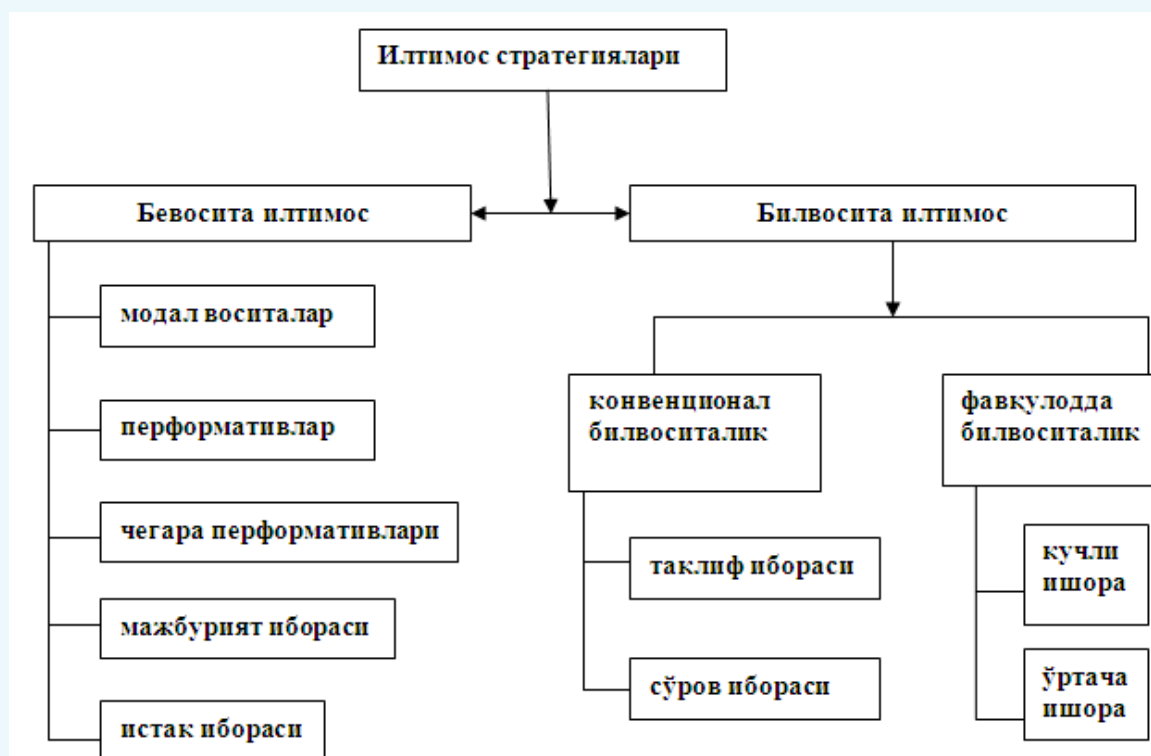 Илтимос стратегиялари
Бевосита илтимос
Билвосита илтимос
модал воситалар
перформативлар
чегара перформативлари
мажбурият ибораси
истак ибораси
конвенционал
билвоситалик
таклиф ибораси
сўров ибораси
фавқулодда
билвоситалик
кучли
ишора
ўртача
ишора